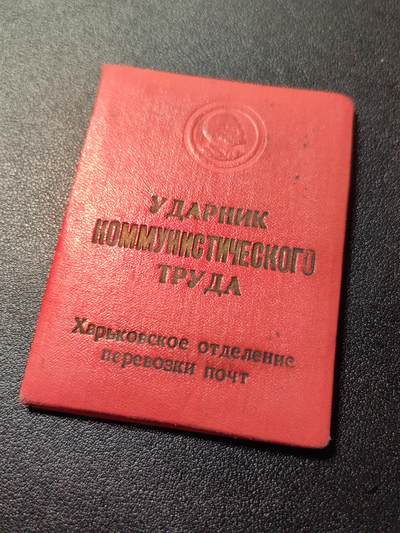 УДАРНИК
КОММУНИСТИЧЕСКОГО
ТРУДА
Харьковское отделение
перевозки почт